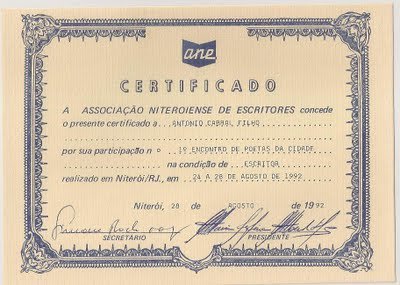 ane
CERTIFICADO
A ASSOCIAÇÃO NITEROIENSE DE ESCRITORES concede
o presente certificado a ANTONIO CABRAL FILHO
por sua participação n o 1º ENCONTRO DE POETAS DA CIDADE
na condição de ESCRITOR
realizado em Niterói/RJ., em 24 A 28 DE AGOSTO DE 1992
Niterói, 28 de AGOSTO de 1992
SECRETÁRIO PRESIDENTE